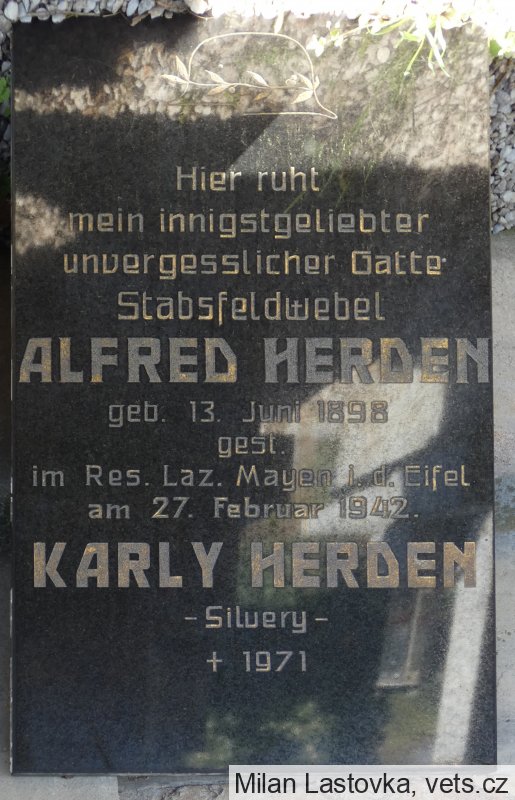 Hier ruht
mein innigstgeliebter
unvergesslicher Gatte
Stabsfeldwebel
ALFRED HERDEN
geb. 13. Juni 1898
gest.
im Res. Laz. Mayen i. d. Eifel
am 27. Februar 1942.
KARLY HERDEN
- Silvery -
+ 1971
Milan Lastovka, vets.cz